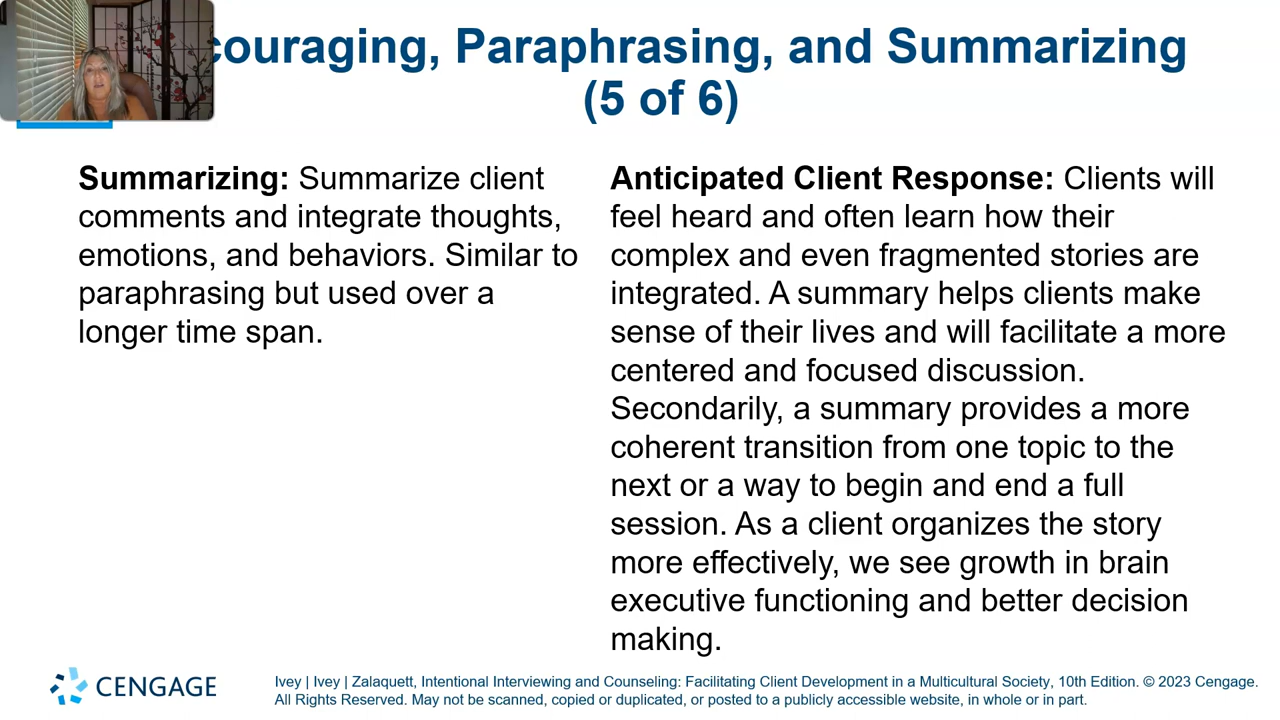 couraging, Paraphrasing, and Summarizing
(5 of 6)
Summarizing: Summarize client
comments and integrate thoughts,
emotions, and behaviors. Similar to
paraphrasing but used over a
longer time span.
Anticipated Client Response: Clients will
feel heard and often learn how their
complex and even fragmented stories are
integrated. A summary helps clients make
sense of their lives and will facilitate a more
centered and focused discussion.
Secondarily, a summary provides a more
coherent transition from one topic to the
next or a way to begin and end a full
session. As a client organizes the story
more effectively, we see growth in brain
executive functioning and better decision
making.
CENGAGE
Ivey | Ivey | Zalaquett, Intentional Interviewing and Counseling: Facilitating Client Development in a Multicultural Society, 10th Edition. © 2023 Cengage.
All Rights Reserved. May not be scanned, copied or duplicated, or posted to a publicly accessible website, in whole or in part.